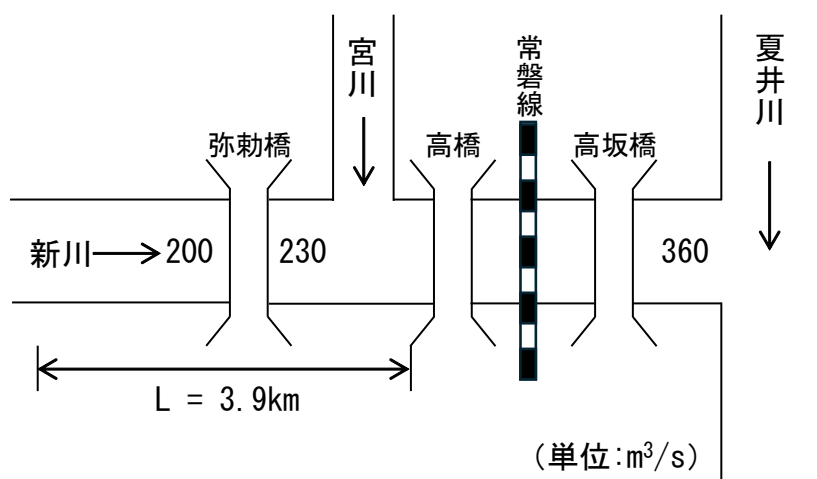 宮川
常磐線
夏井川
弥勒橋
高橋
高坂橋
新川
200
230
360
L = 3.9km
(単位:m³/s)